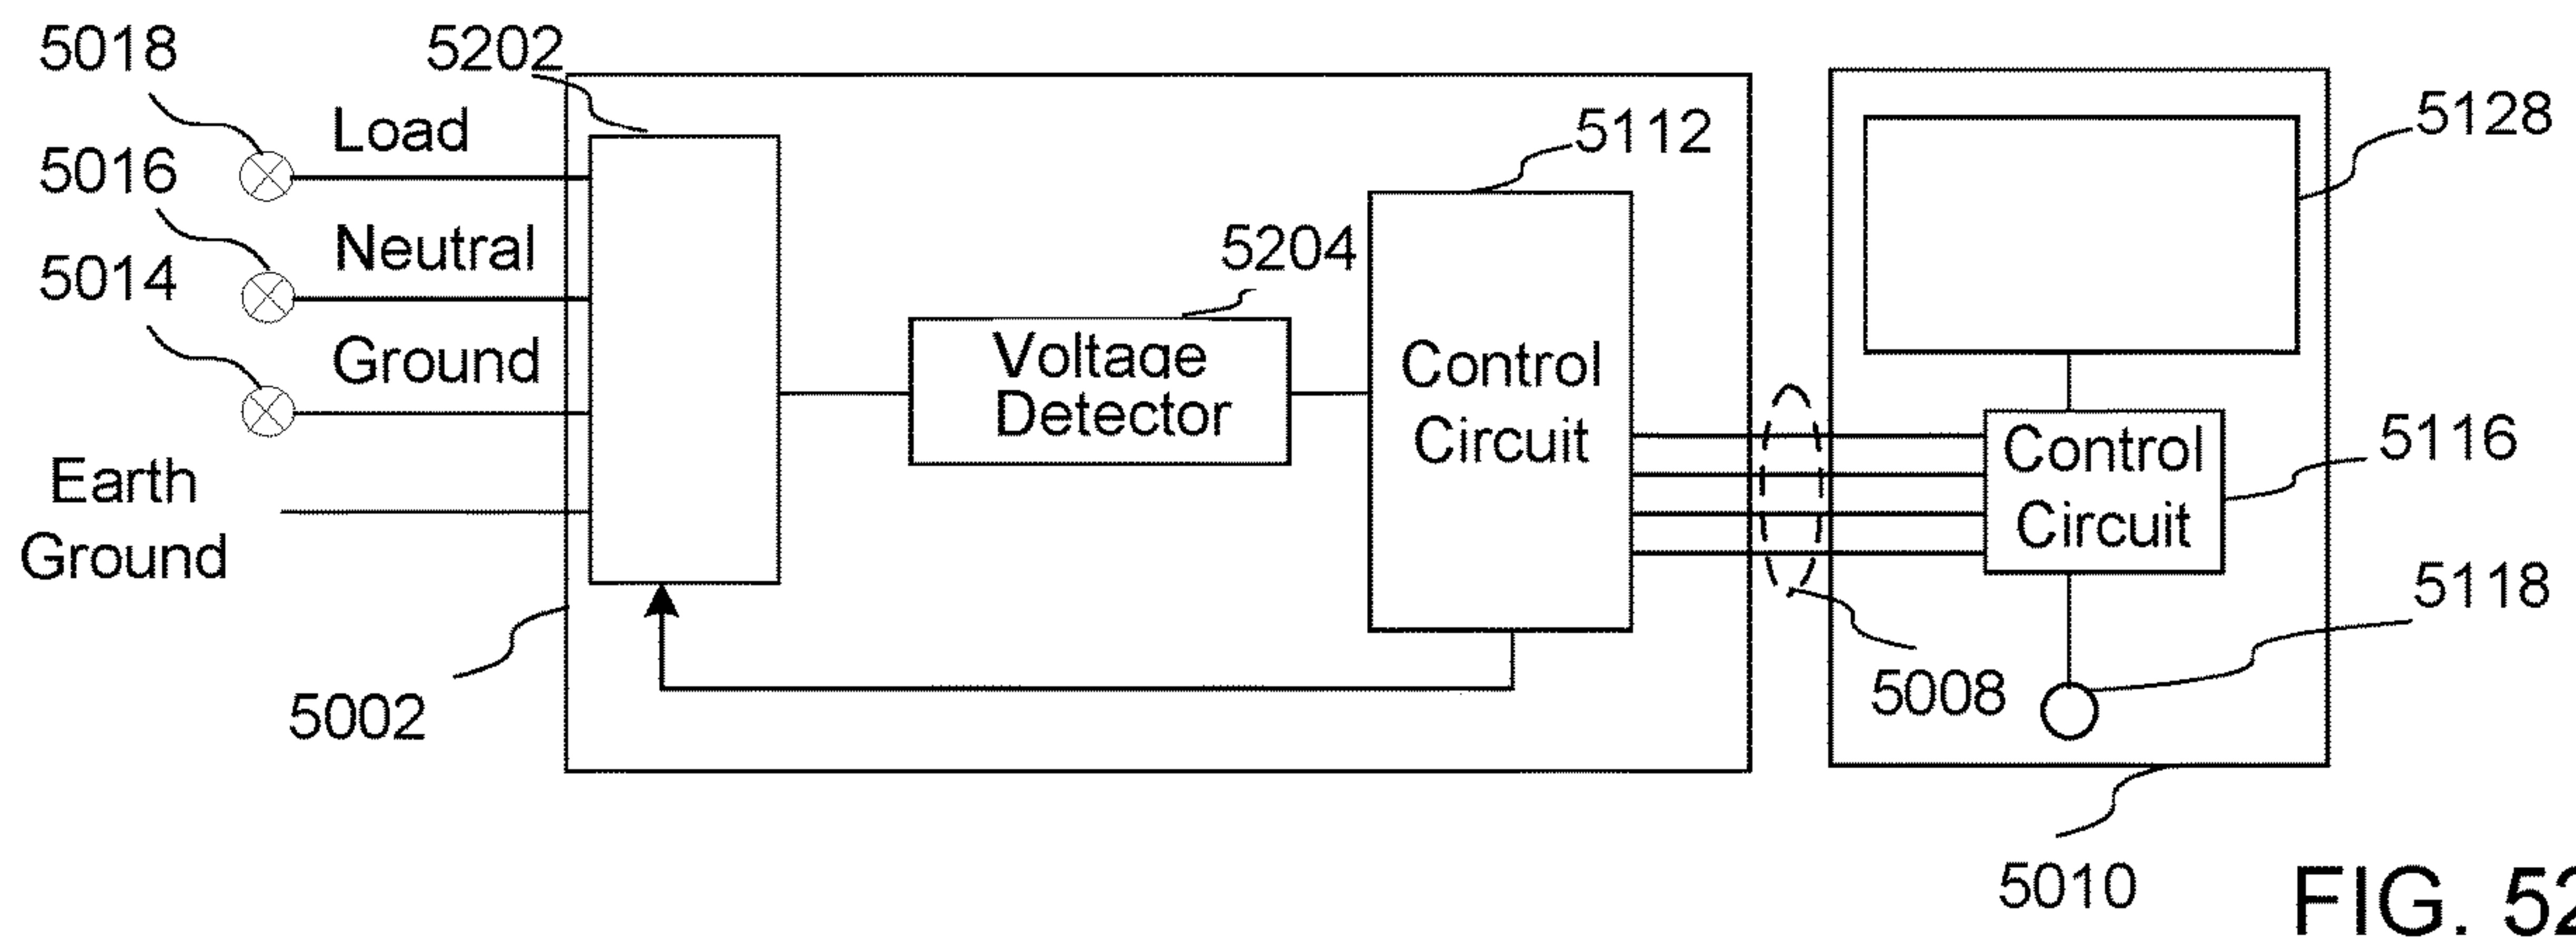 5018
5202
Load
5112
5128
5016
Neutral
5204
5014
Voltage
Detector
Ground
Control
Circuit
Control
Circuit
5116
Earth
Ground
5118
5002
5008
5010
FIG. 52